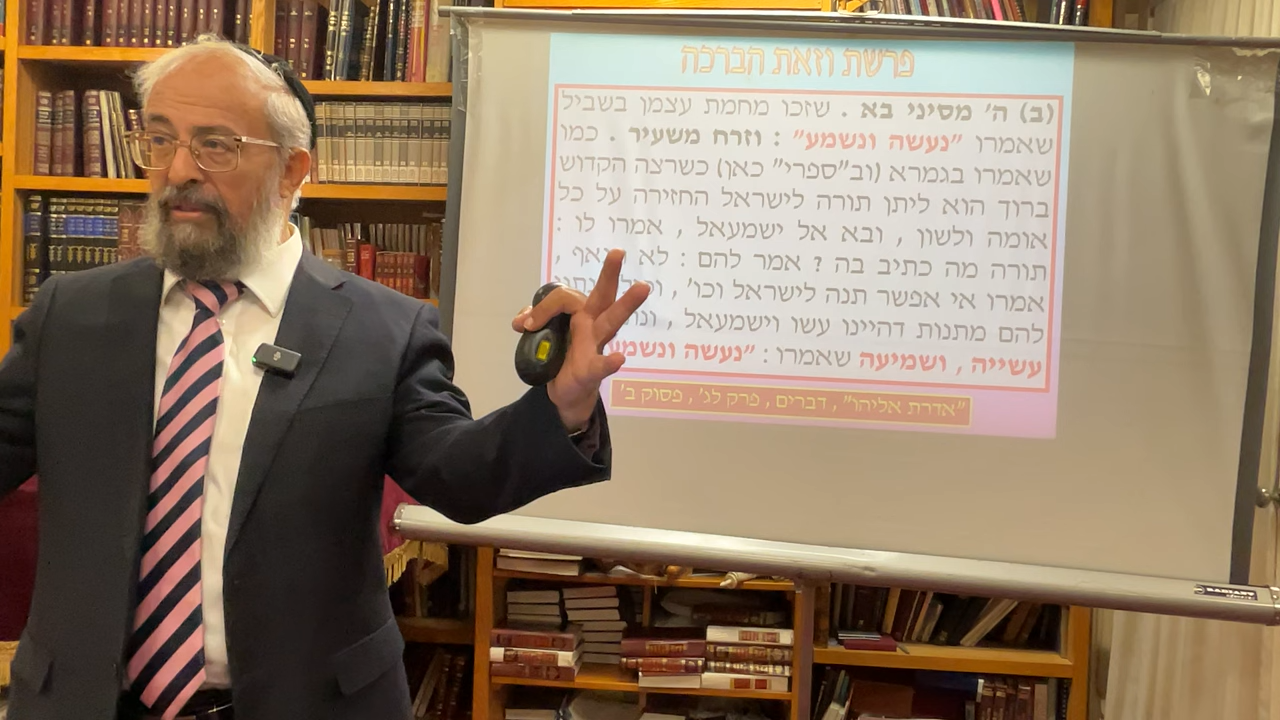 פרשת וזאת הברכה
(ב) ה׳ מסיני בא . שזכו מחמת עצמן בשביל
שאמרו ״נעשה ונשמע״ : וזרח משעיר . כמו
שאמרו בגמרא (וב״ספרי״ כאן) כשרצה הקדוש
ברוך הוא ליתן תורה לישראל החזירה על כל
אומה ולשון , ובא אל ישמעאל , אמרו לו :
תורה מה כתיב בה ? אמר להם : לא
אמרו אי אפשר תנה לישראל וכו׳ ,
להם מתנות דהיינו עשו וישמעאל ,
עשייה , ושמיעה שאמרו : ״נעשה ונשמע
״אדרת אליהו״ , דברים , פרק לג׳ , פסוק ב׳